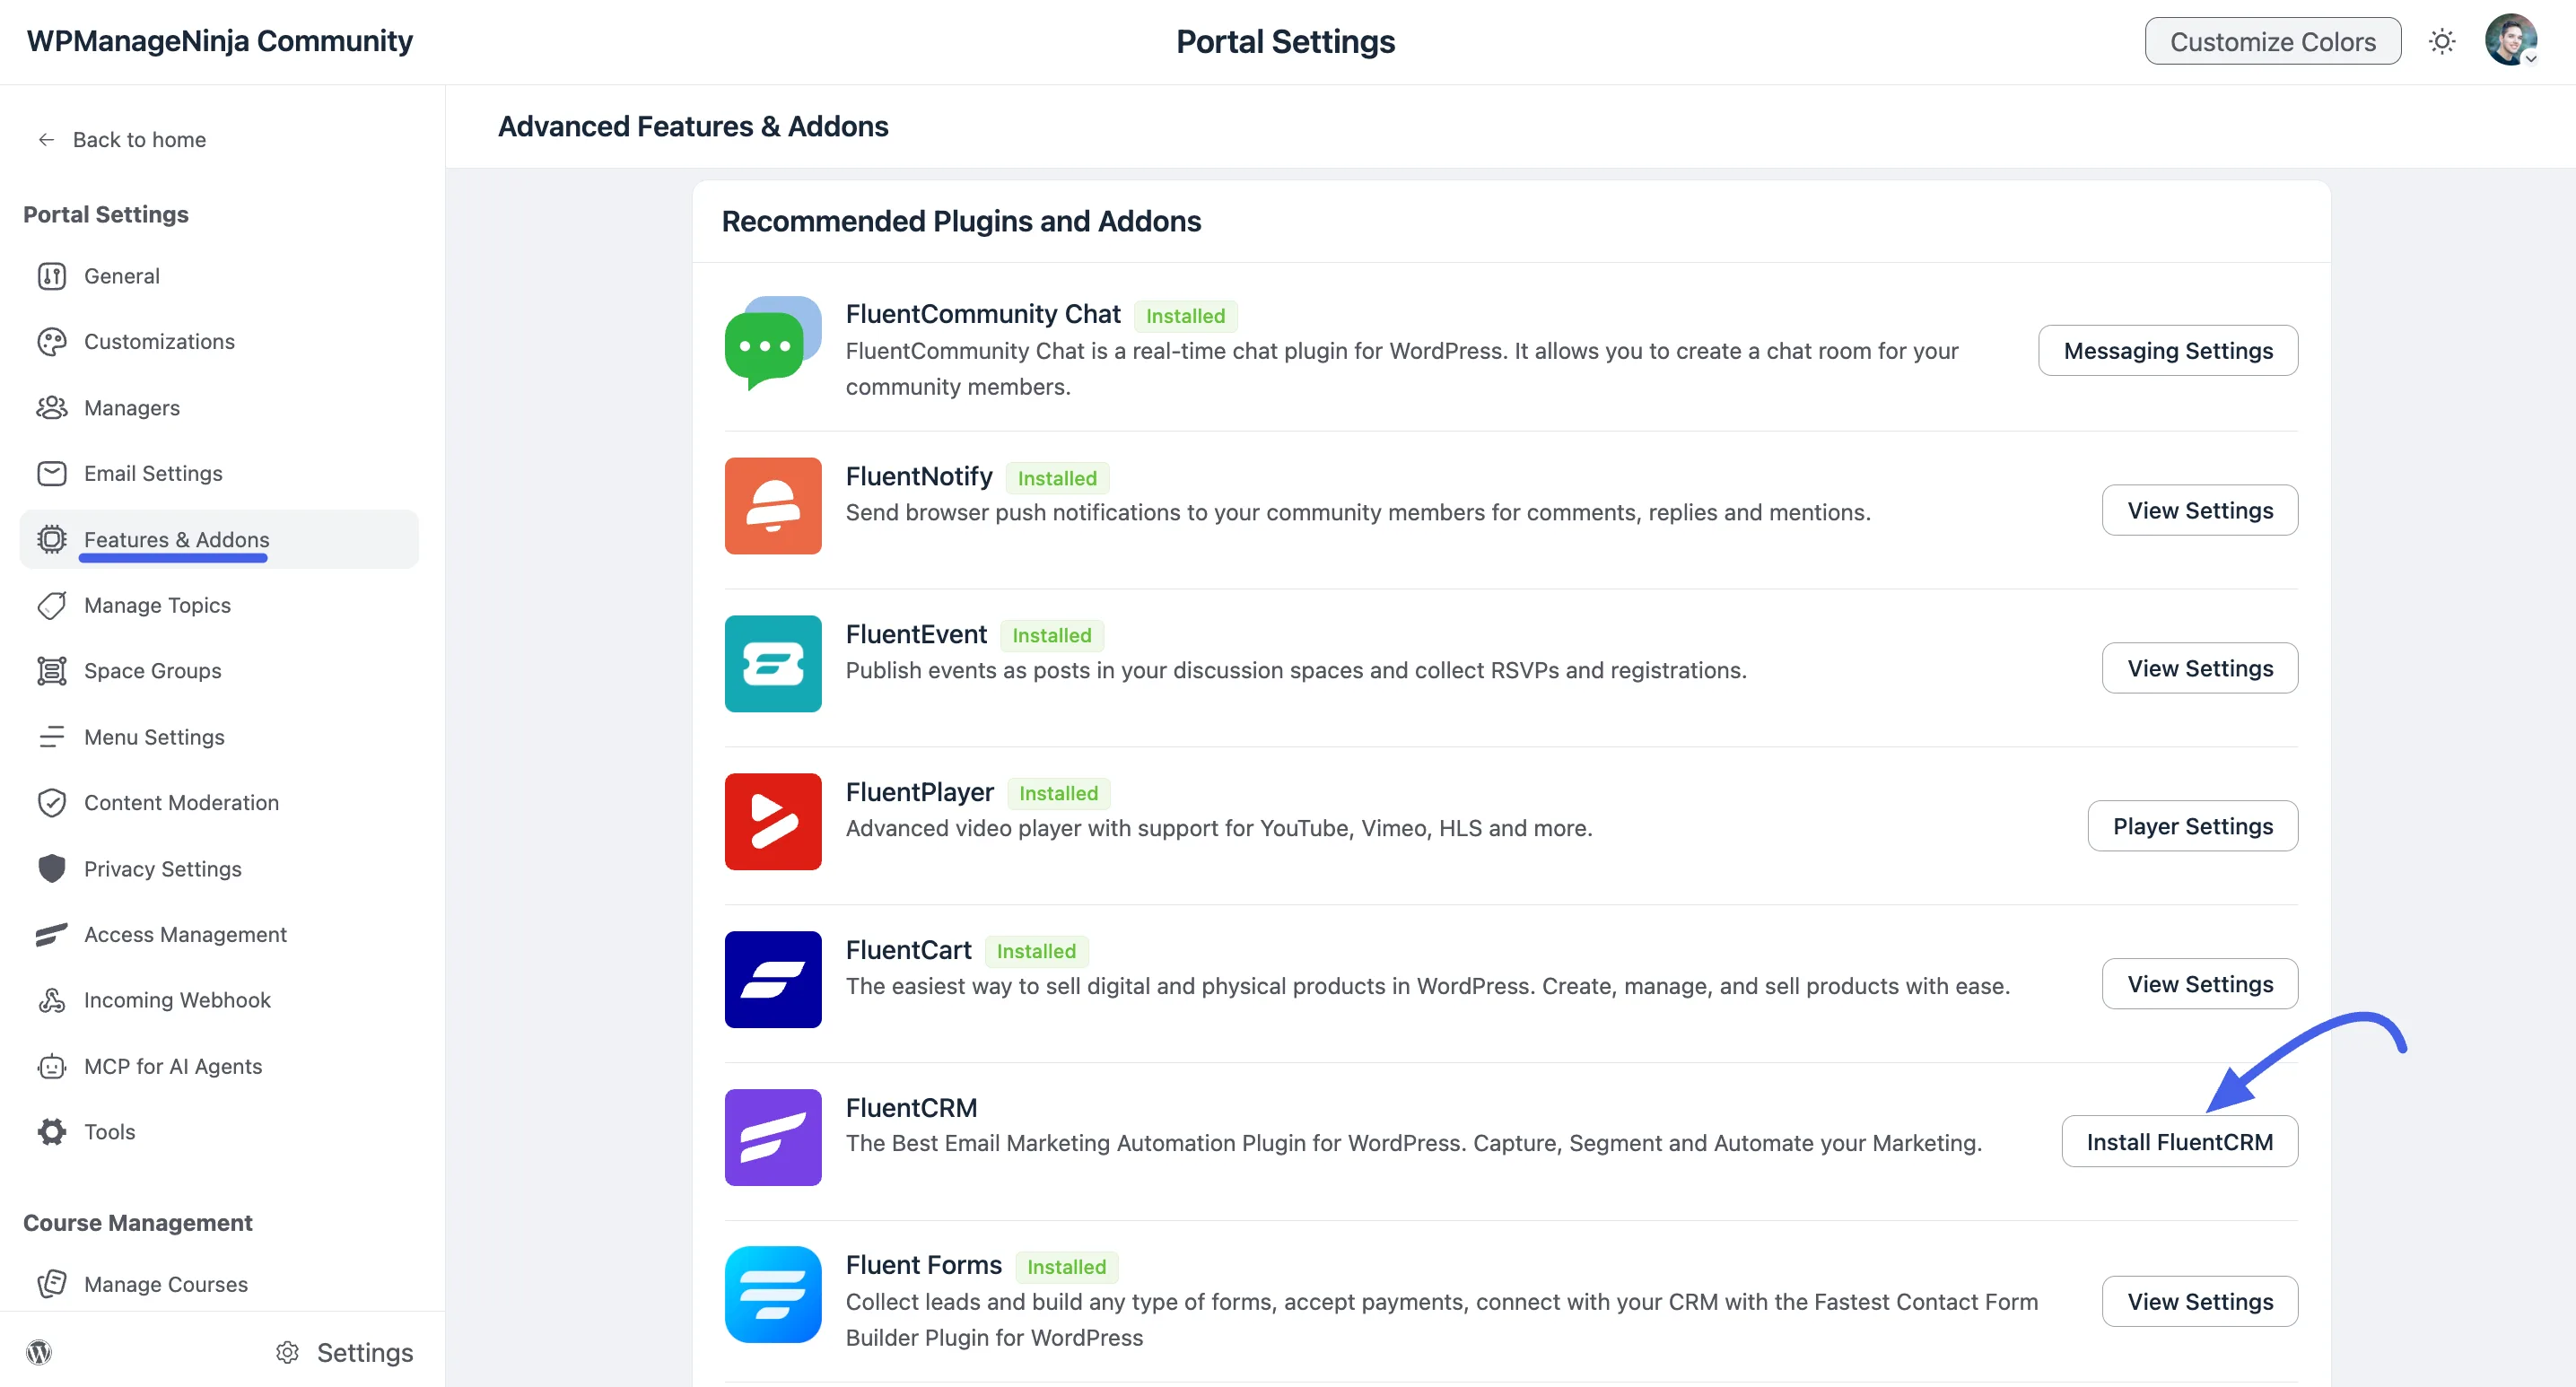 WPManageNinja Community
Portal Settings
Customize Colors
Back to home
Portal Settings
General
Customizations
Managers
Email Settings
Features & Addons
Manage Topics
Space Groups
Menu Settings
Content Moderation
Privacy Settings
Access Management
Incoming Webhook
MCP for AI Agents
Tools
Course Management
Manage Courses
Settings
Advanced Features & Addons
Recommended Plugins and Addons
FluentCommunity Chat Installed
FluentCommunity Chat is a real-time chat plugin for WordPress. It allows you to create a chat room for your
community members.
Messaging Settings
FluentNotify Installed
Send browser push notifications to your community members for comments, replies and mentions.
View Settings
FluentEvent Installed
Publish events as posts in your discussion spaces and collect RSVPs and registrations.
View Settings
FluentPlayer Installed
Advanced video player with support for YouTube, Vimeo, HLS and more.
Player Settings
FluentCart Installed
The easiest way to sell digital and physical products in WordPress. Create, manage, and sell products with ease.
View Settings
FluentCRM
The Best Email Marketing Automation Plugin for WordPress. Capture, Segment and Automate your Marketing.
Install FluentCRM
Fluent Forms Installed
Collect leads and build any type of forms, accept payments, connect with your CRM with the Fastest Contact Form
Builder Plugin for WordPress
View Settings